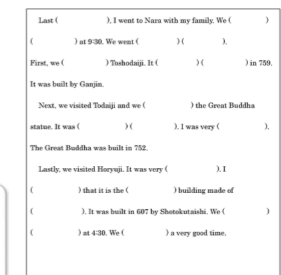 Last (          ), I went to Nara with my family. We (          )
(          ) at 9:30. We went (          ) (          ).
First, we (          ) Toshodaiji. It (          ) (          ) in 759.
It was built by Ganjin.
Next, we visited Todaiji and we (          ) the Great Buddha
statue. It was (          ) (          ). I was very (          ).
The Great Buddha was built in 752.
Lastly, we visited Horyuji. It was very (          ). I
(          ) that it is the (          ) building made of
(          ). It was built in 607 by Shotokutaishi. We (          )
(          ) at 4:30. We (          ) a very good time.